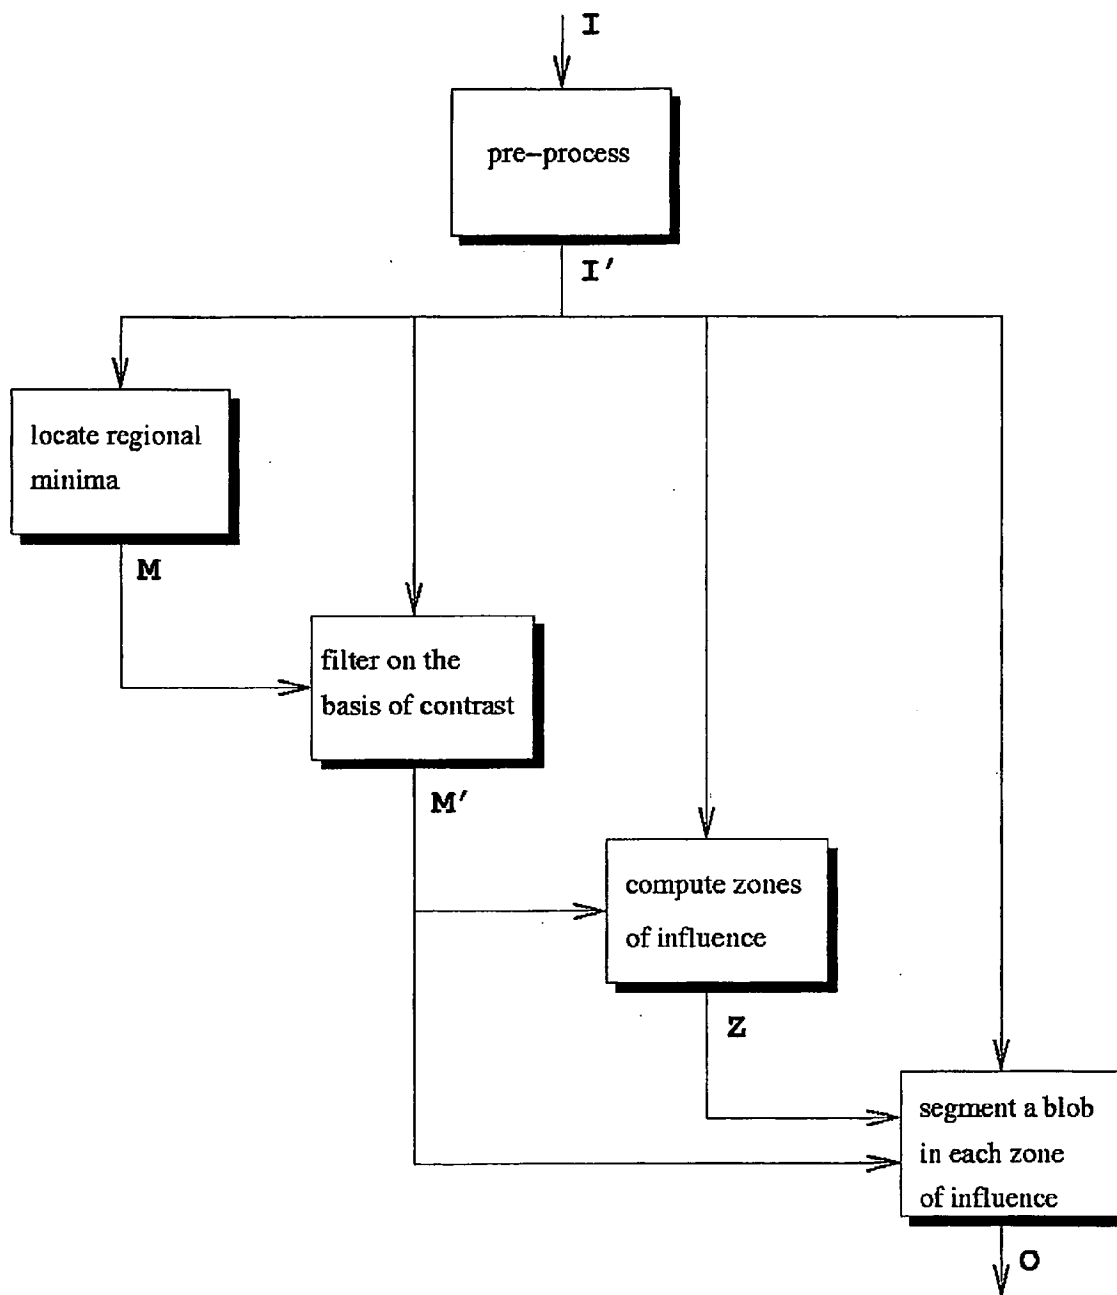 I
pre-process
I'
locate regional
minima
M
filter on the
basis of contrast
M'
compute zones
of influence
Z
segment a blob
in each zone
of influence
O